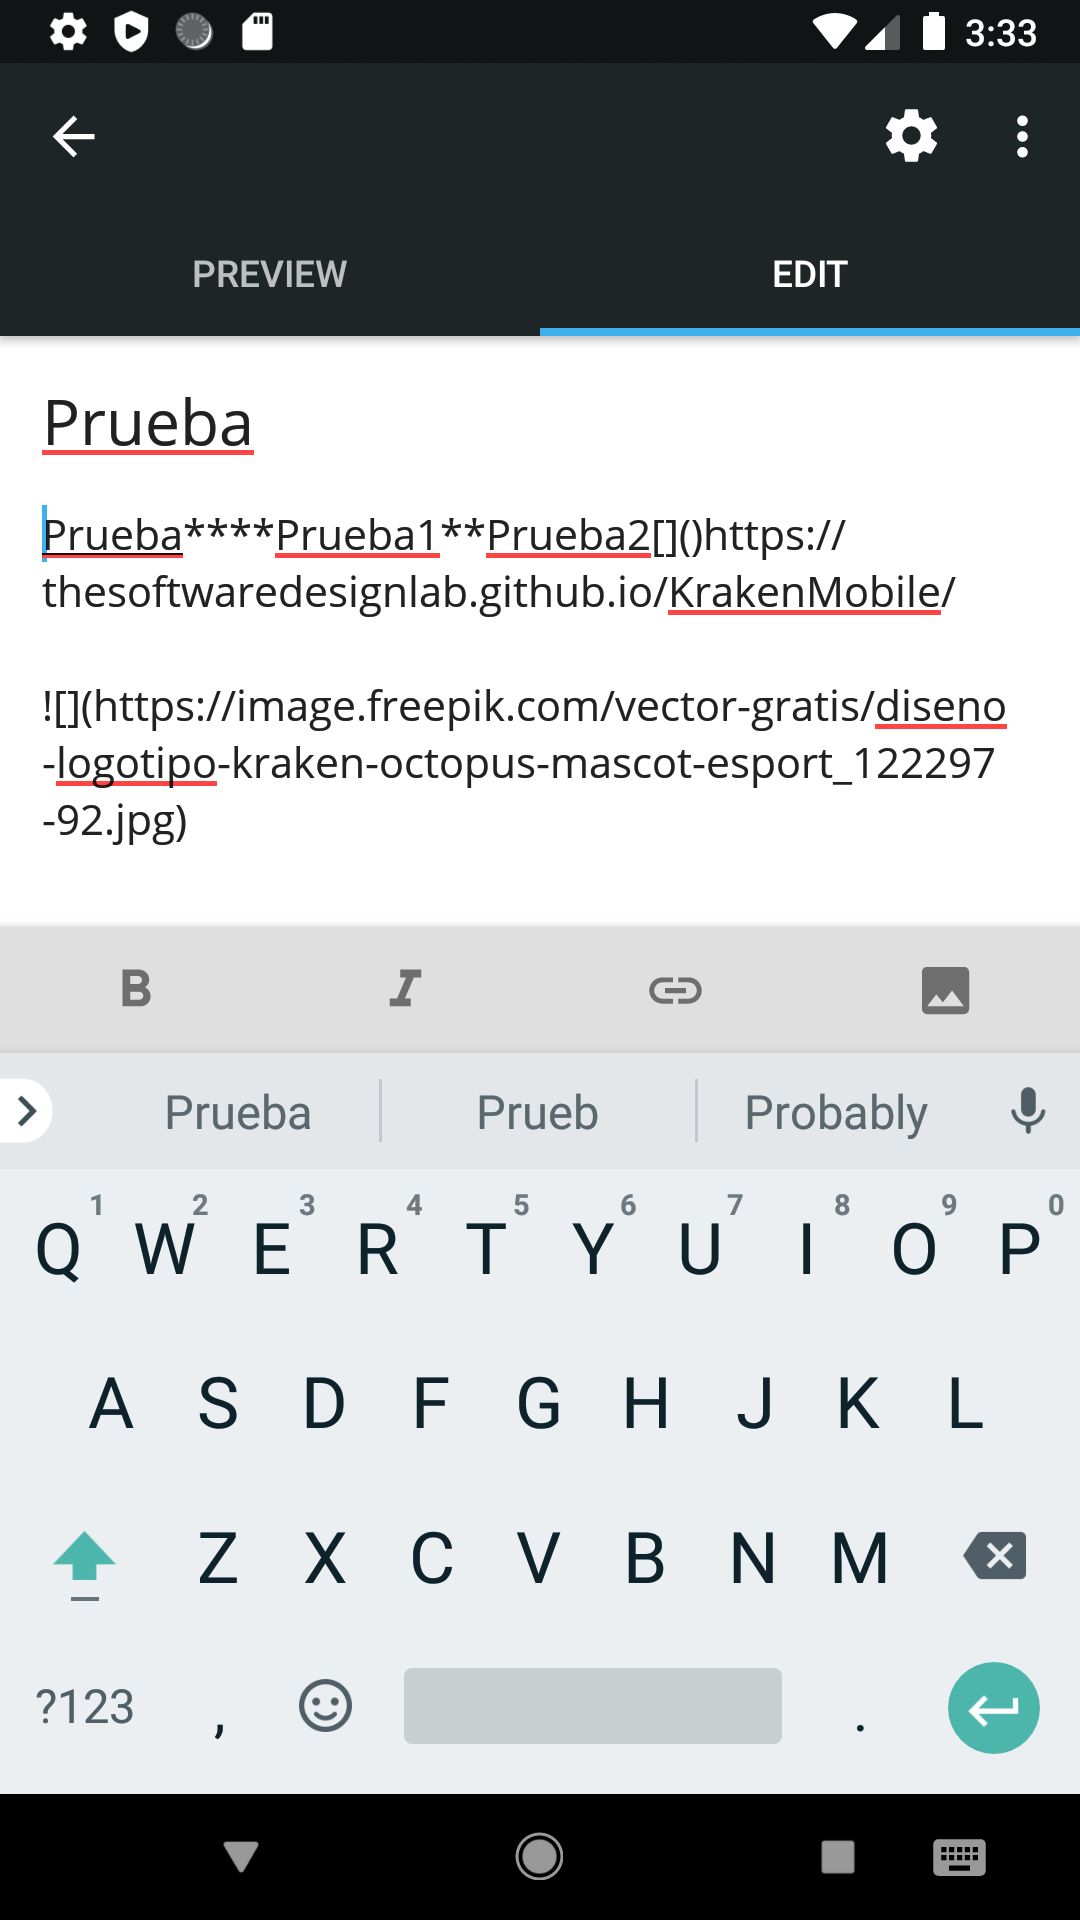 3:33
PREVIEW
EDIT
Prueba
Prueba****Prueba1**Prueba2[]()https://
thesoftwaredesignlab.github.io/KrakenMobile/
![](https://image.freepik.com/vector-gratis/diseno
-logotipo-kraken-octopus-mascot-esport_122297
-92.jpg)
B I
Prueba Prueb Probably
1 2 3 4 5 6 7 8 9 0
Q W E R T Y U I O P
A S D F G H J K L
Z X C V B N M
?123 , .